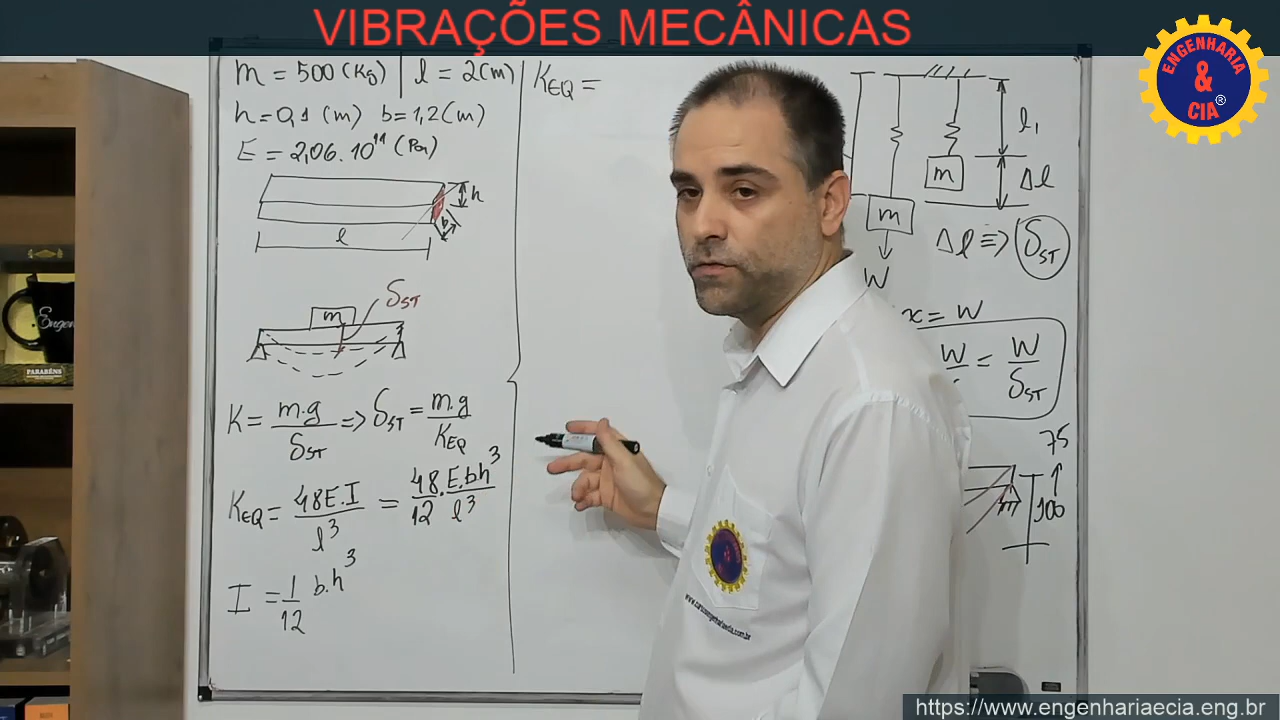 VIBRAÇÕES MECÂNICAS
ENGENHARIA
&
CIA®
m = 500 (Kg) | l = 2 (m)
h = 0,1 (m) b = 1,2 (m)
E = 2,06 . 10¹¹ (Pa)
h
b
l
m
δST
K = m.g / δST => δST = m.g / KEQ
KEQ = 48E.I / l³ = 48/12 . E.bh³ / l³
I = 1/12 b.h³
KEQ =
l₁
m
Δl
m
W
Δl ≡> δST
x = W
W = W / δST
75
m
100
PARABÉNS
https://www.engenhariaecia.eng.br